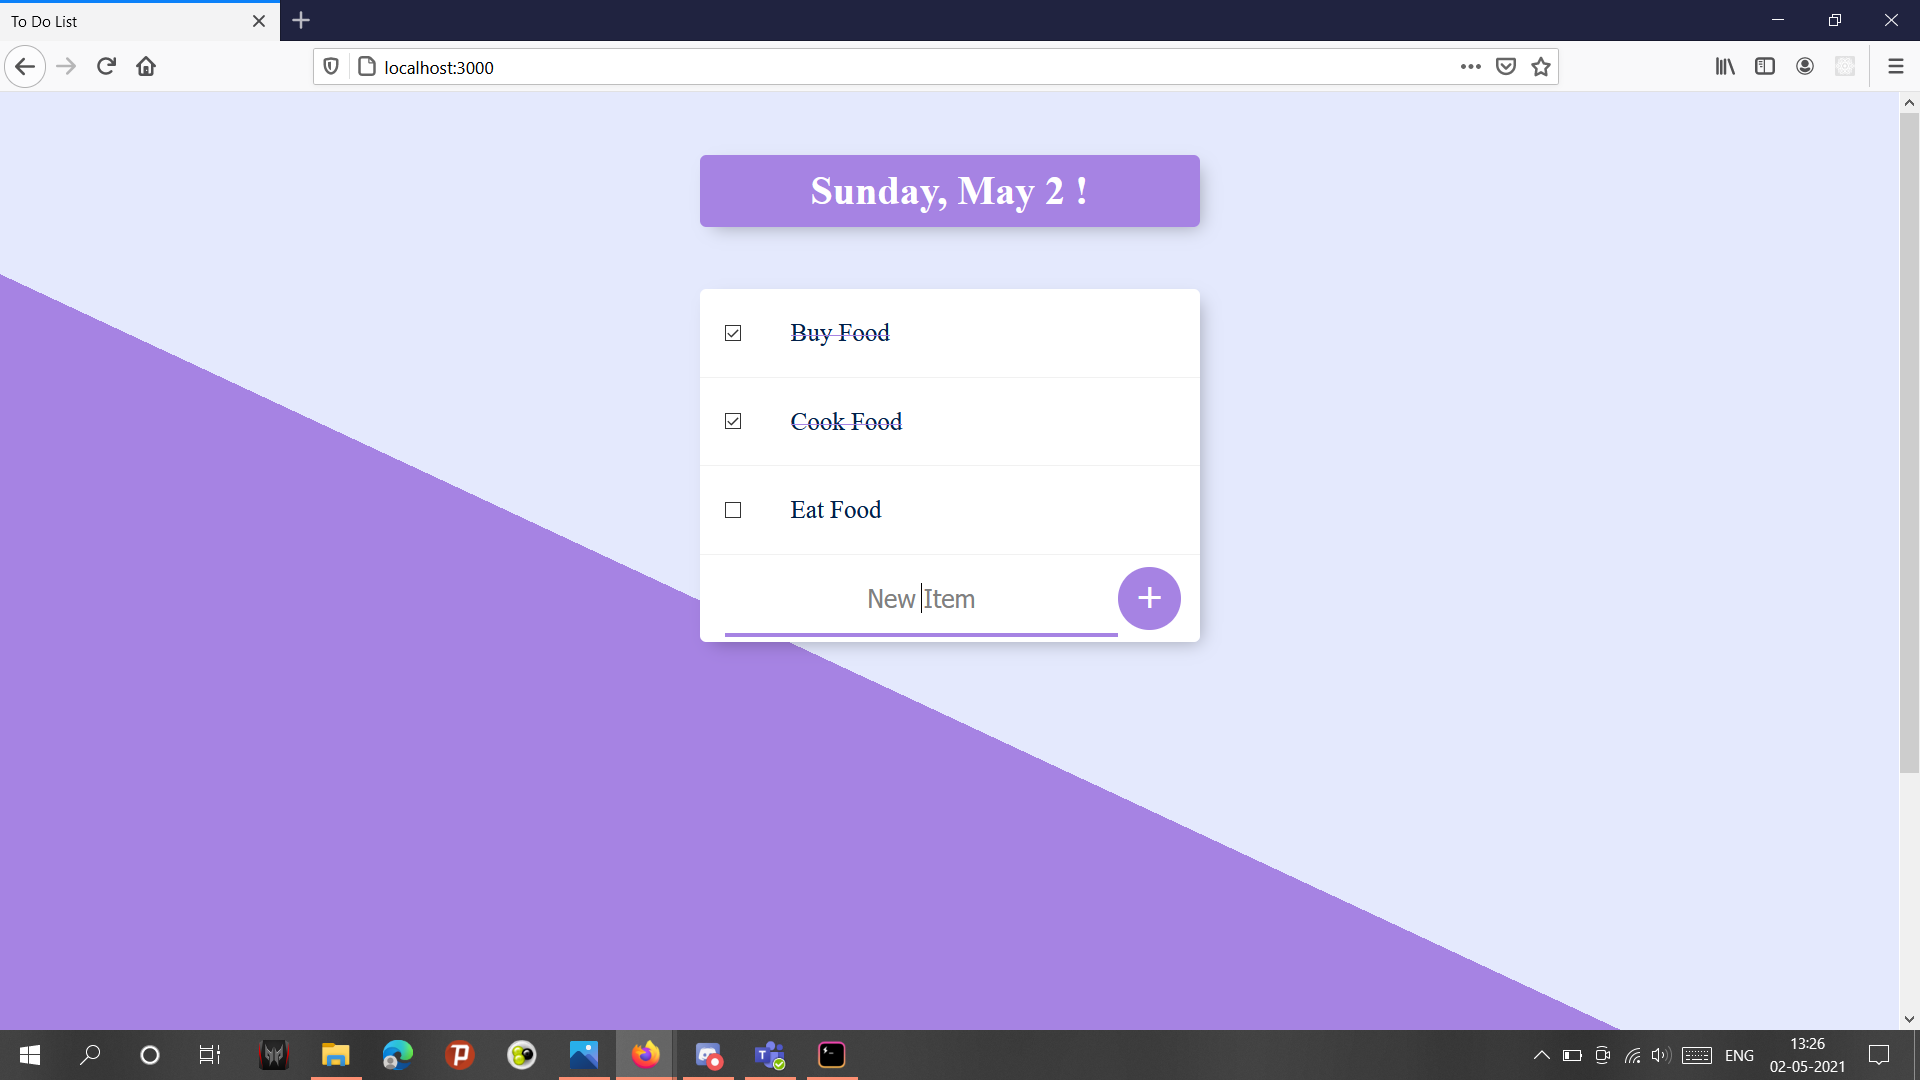 To Do List
localhost:3000
Sunday, May 2 !
Buy Food
Cook Food
Eat Food
New Item
ENG
13:26
02-05-2021